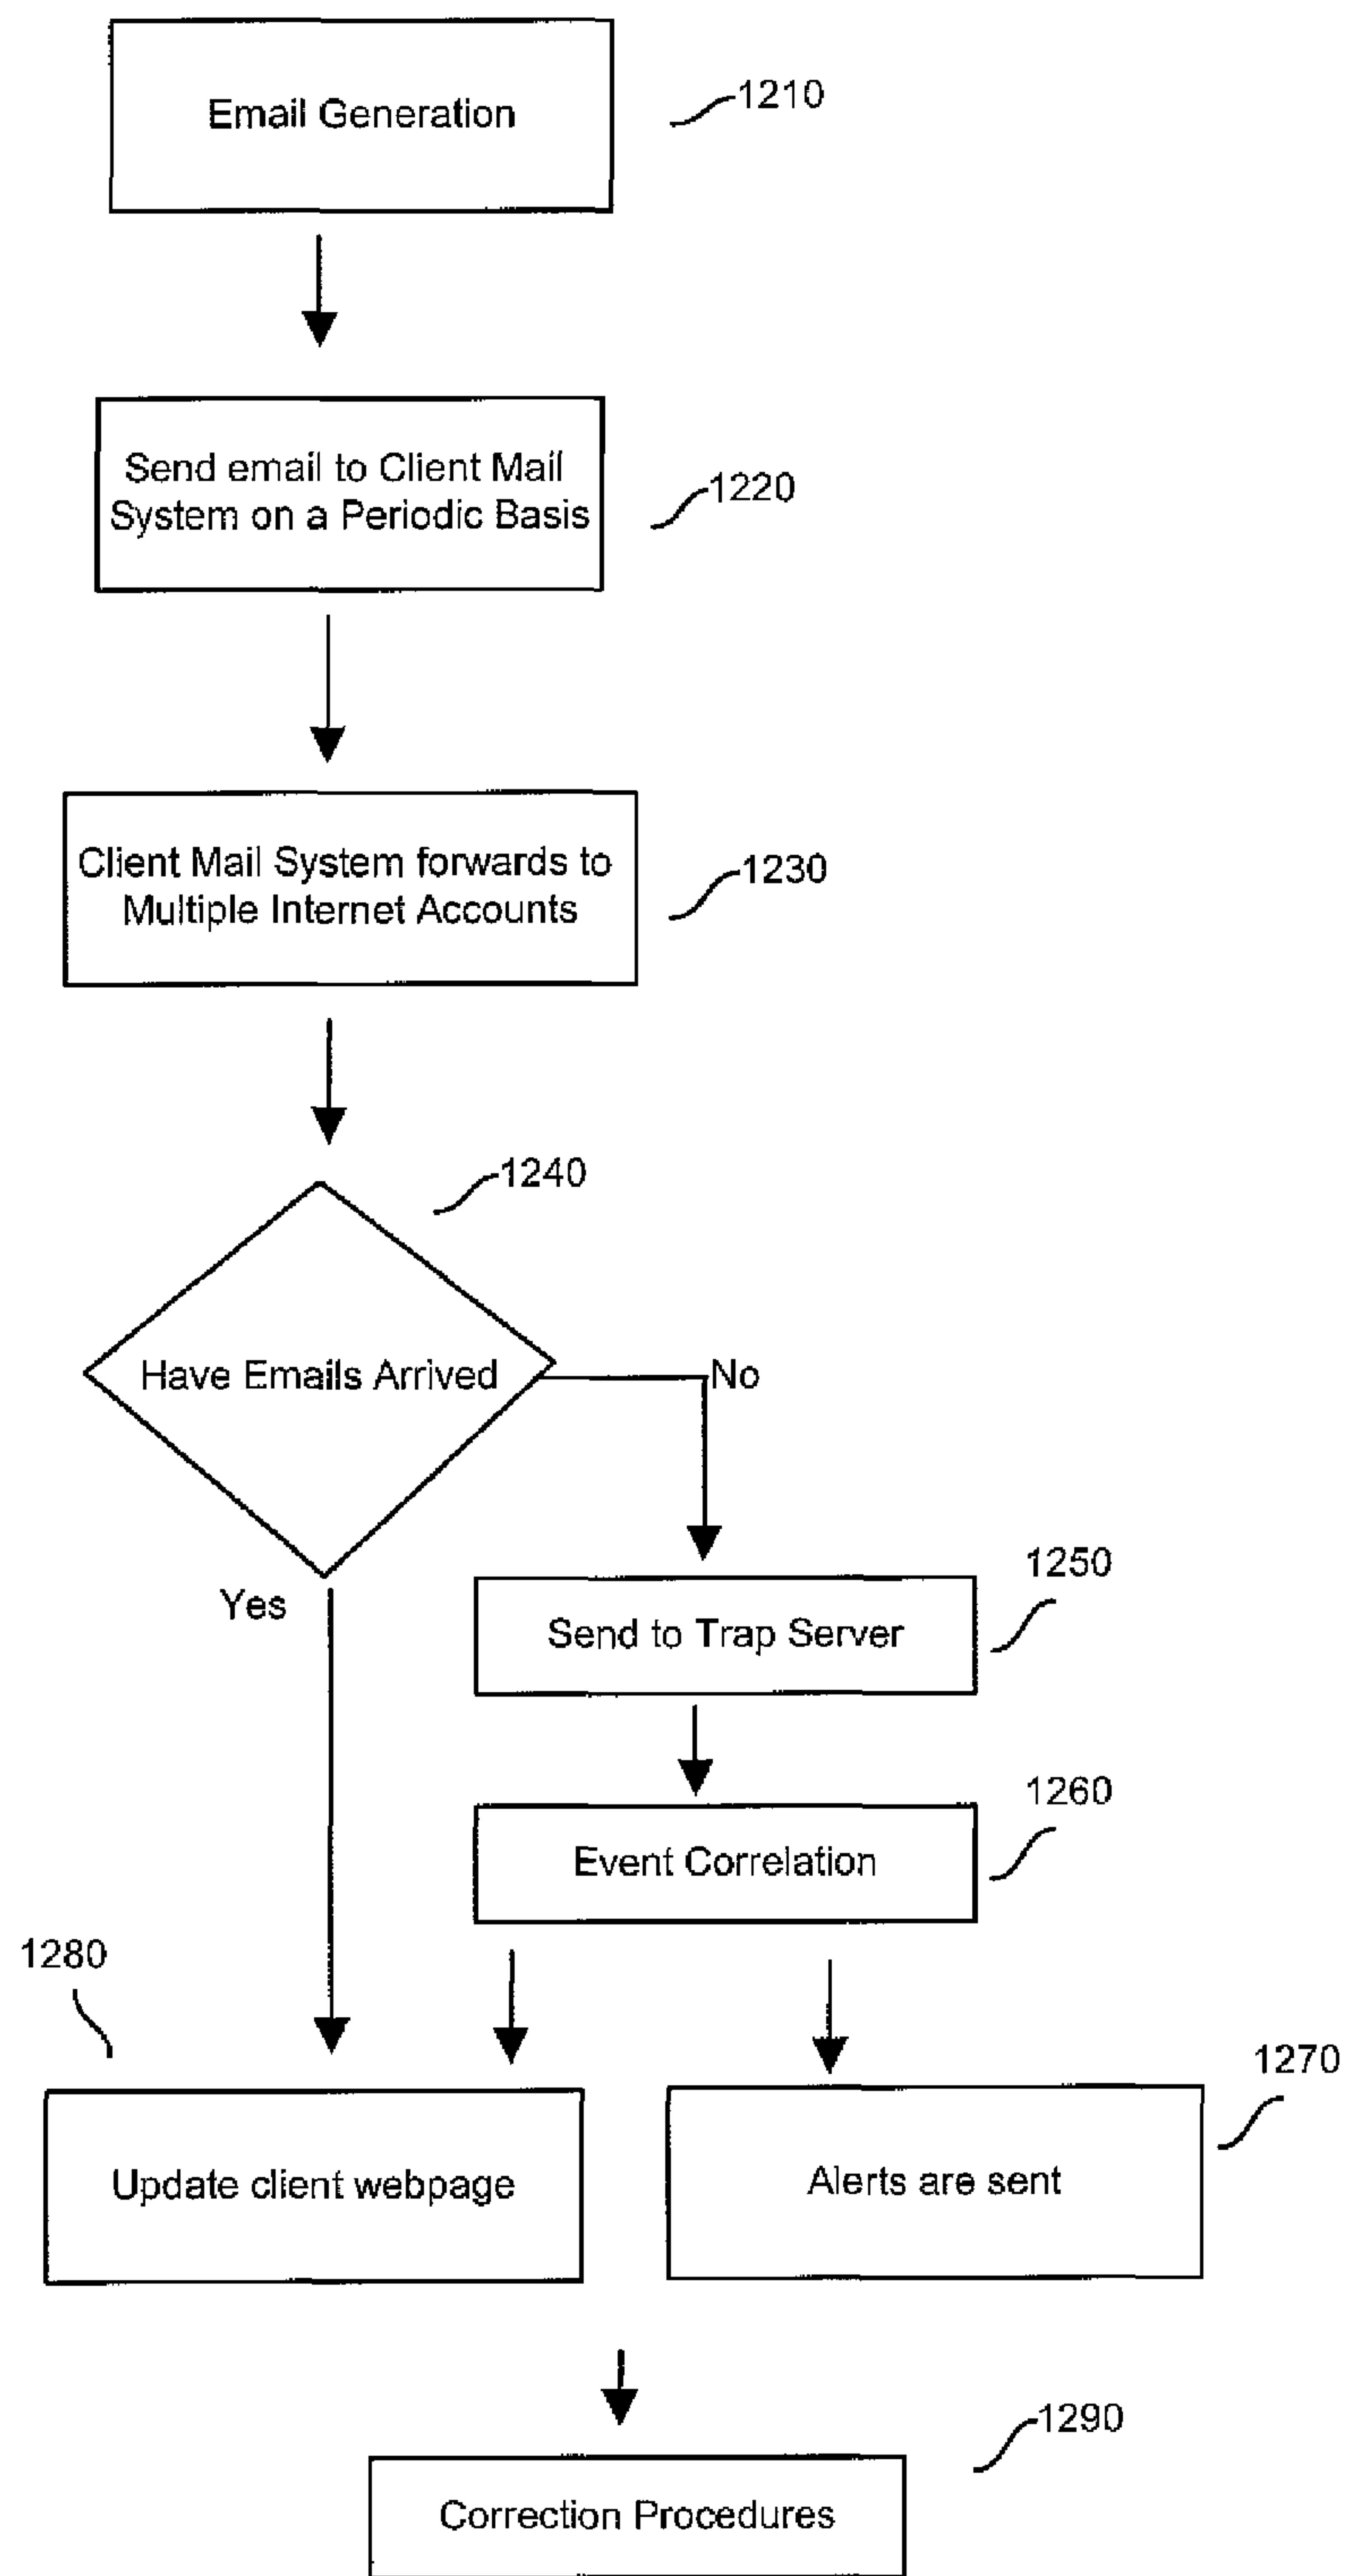 Email Generation
1210
Send email to Client Mail
System on a Periodic Basis
1220
Client Mail System forwards to
Multiple Internet Accounts
1230
1240
Have Emails Arrived
No
Yes
1250
Send to Trap Server
1260
Event Correlation
1280
1270
Update client webpage
Alerts are sent
1290
Correction Procedures